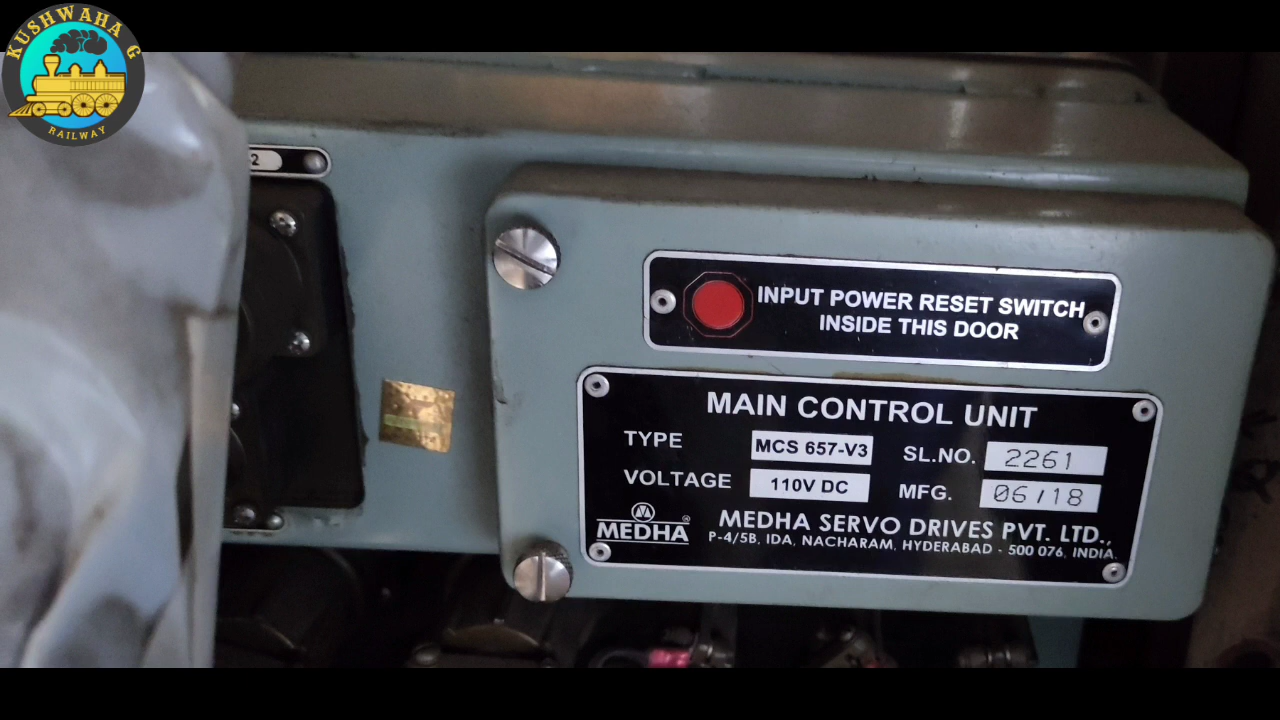 KUSHWAHA G
RAILWAY
2
INPUT POWER RESET SWITCH
INSIDE THIS DOOR
MAIN CONTROL UNIT
TYPE MCS 657-V3 SL.NO. 2261
VOLTAGE 110V DC MFG. 06/18
MEDHA® MEDHA SERVO DRIVES PVT. LTD.,
P-4/5B, IDA, NACHARAM, HYDERABAD - 500 076, INDIA.